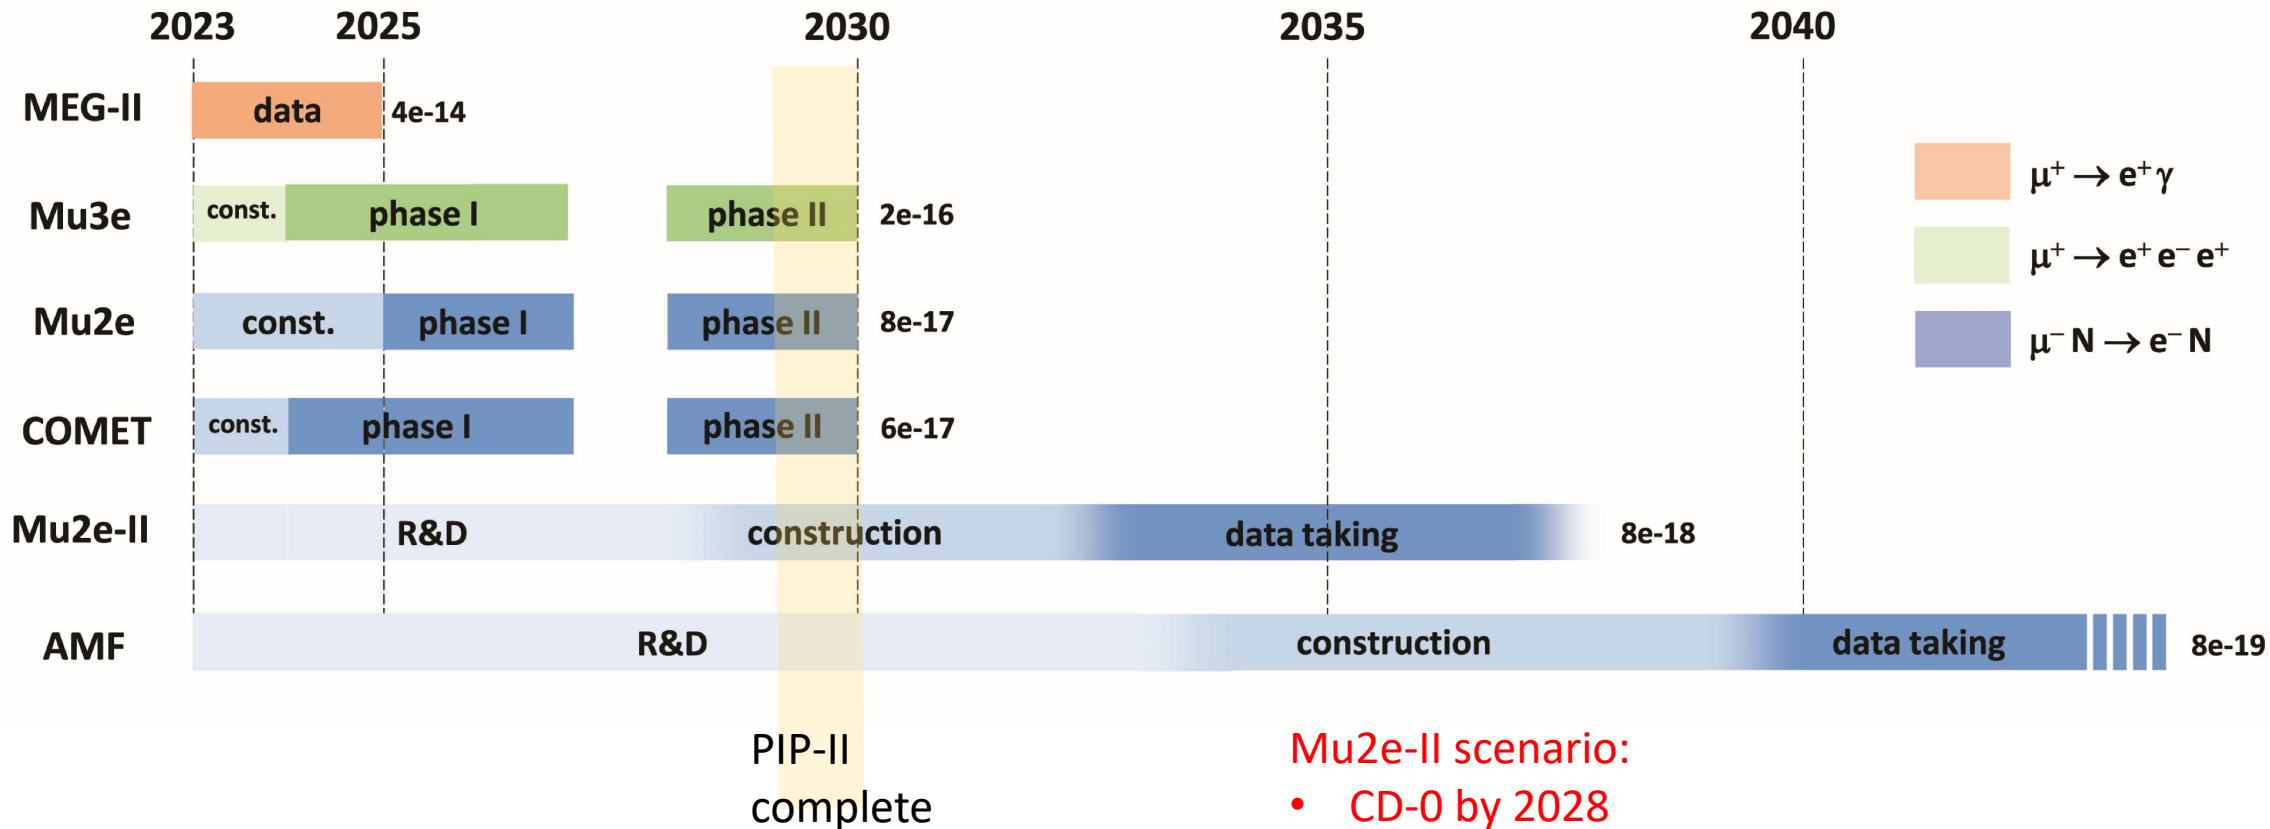 2023 2025 2030 2035 2040
MEG-II data 4e-14
μ⁺ → e⁺ γ
Mu3e const. phase I phase II 2e-16
μ⁺ → e⁺ e⁻ e⁺
Mu2e const. phase I phase II 8e-17
μ⁻ N → e⁻ N
COMET const. phase I phase II 6e-17
Mu2e-II R&D construction data taking 8e-18
AMF R&D construction data taking 8e-19
PIP-II
complete
Mu2e-II scenario:
• CD-0 by 2028